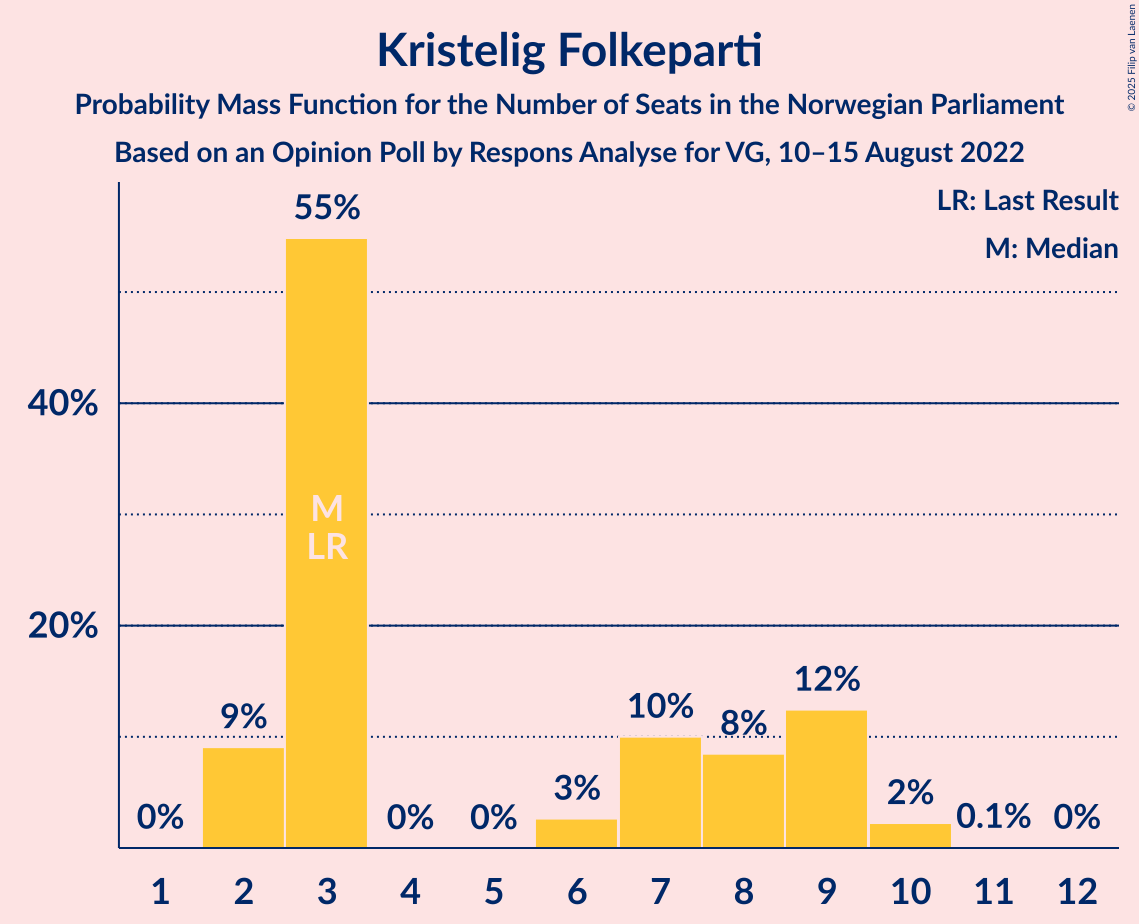 Kristelig Folkeparti
Probability Mass Function for the Number of Seats in the Norwegian Parliament
Based on an Opinion Poll by Respons Analyse for VG, 10–15 August 2022
© 2025 Filip van Laenen
LR: Last Result
M: Median
55%
40%
M
LR
20%
12%
10%
9%
8%
3%
2%
0%
0%
0%
0.1%
0%
1 2 3 4 5 6 7 8 9 10 11 12